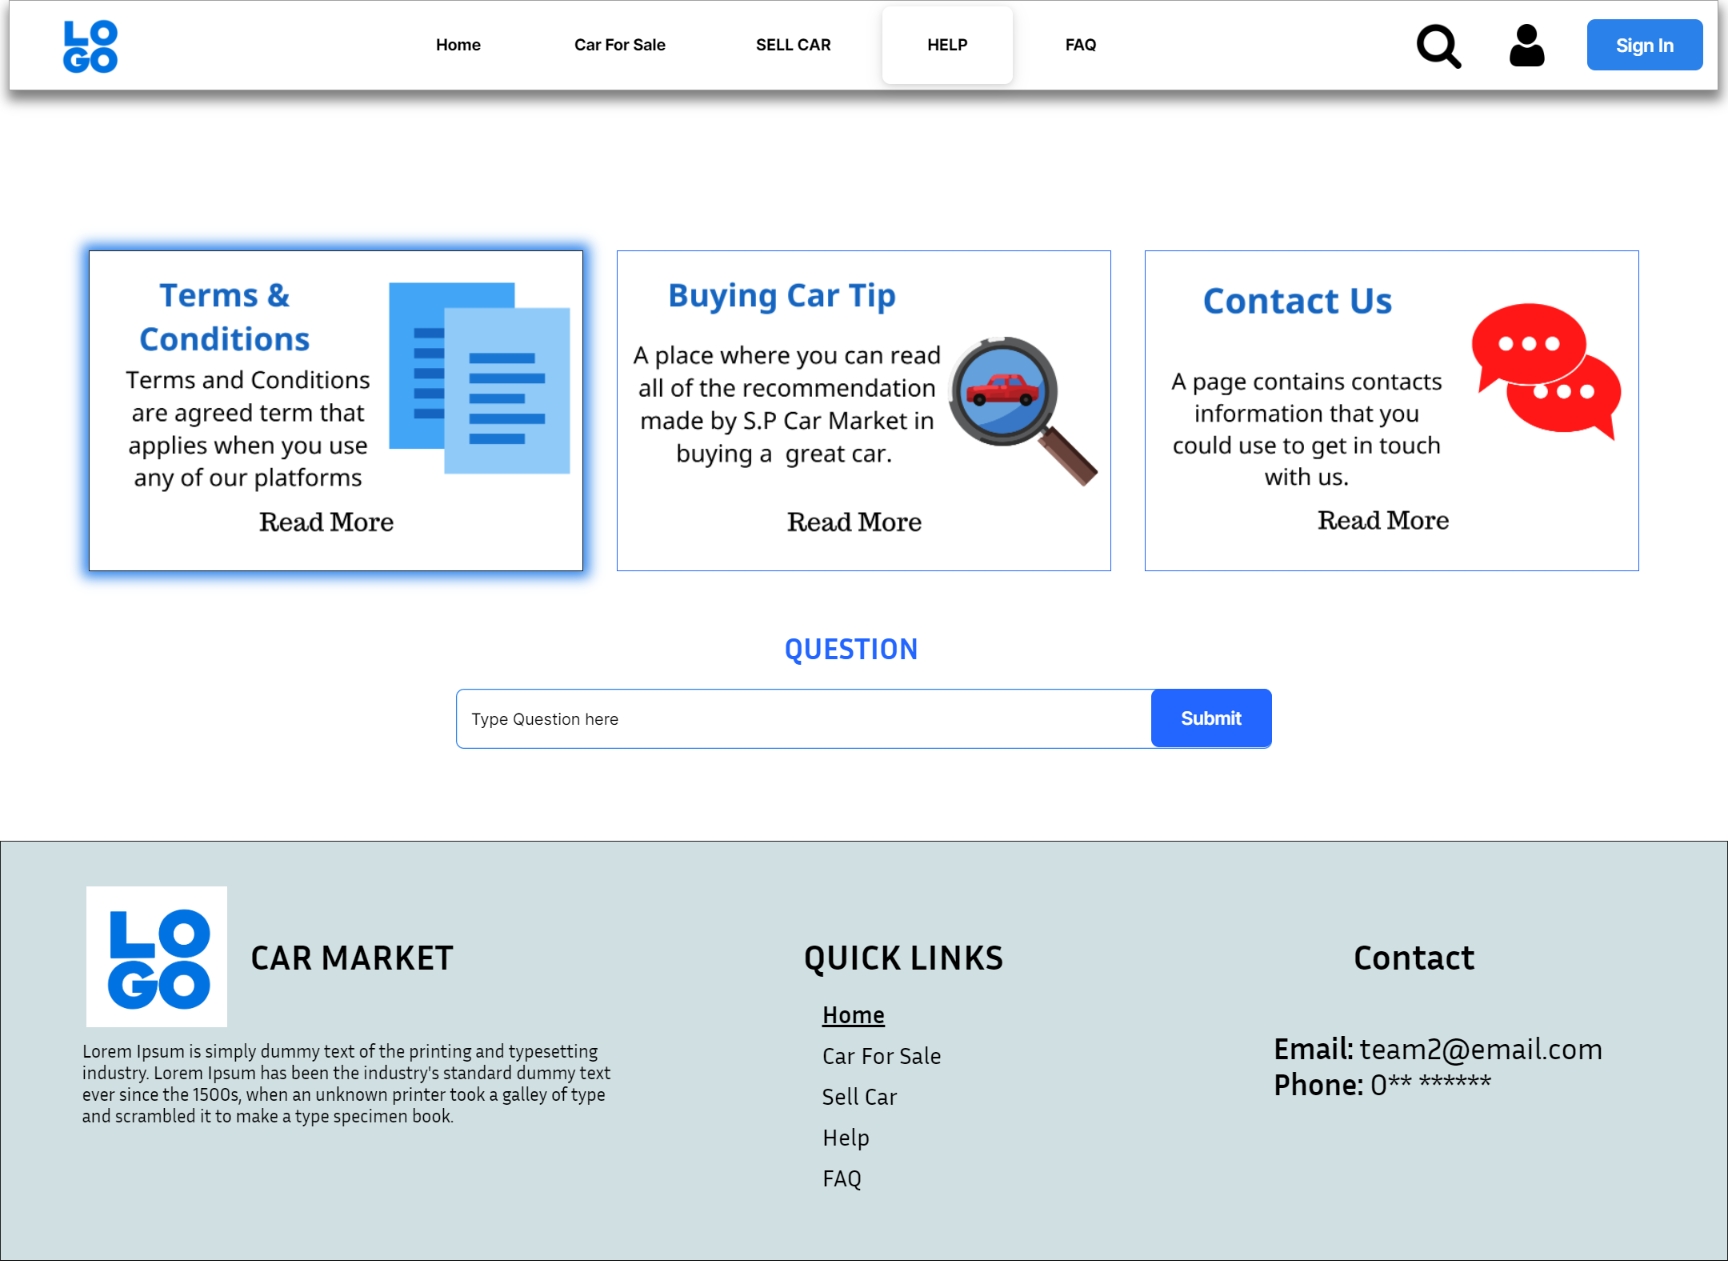 LO
GO
Home
Car For Sale
SELL CAR
HELP
FAQ
Sign In
Terms &
Conditions
Terms and Conditions
are agreed term that
applies when you use
any of our platforms
Read More
Buying Car Tip
A place where you can read
all of the recommendation
made by S.P Car Market in
buying a great car.
Read More
Contact Us
A page contains contacts
information that you
could use to get in touch
with us.
Read More
QUESTION
Type Question here
Submit
LO
GO
CAR MARKET
Lorem Ipsum is simply dummy text of the printing and typesetting
industry. Lorem Ipsum has been the industry's standard dummy text
ever since the 1500s, when an unknown printer took a galley of type
and scrambled it to make a type specimen book.
QUICK LINKS
Home
Car For Sale
Sell Car
Help
FAQ
Contact
Email: team2@email.com
Phone: 0** ******